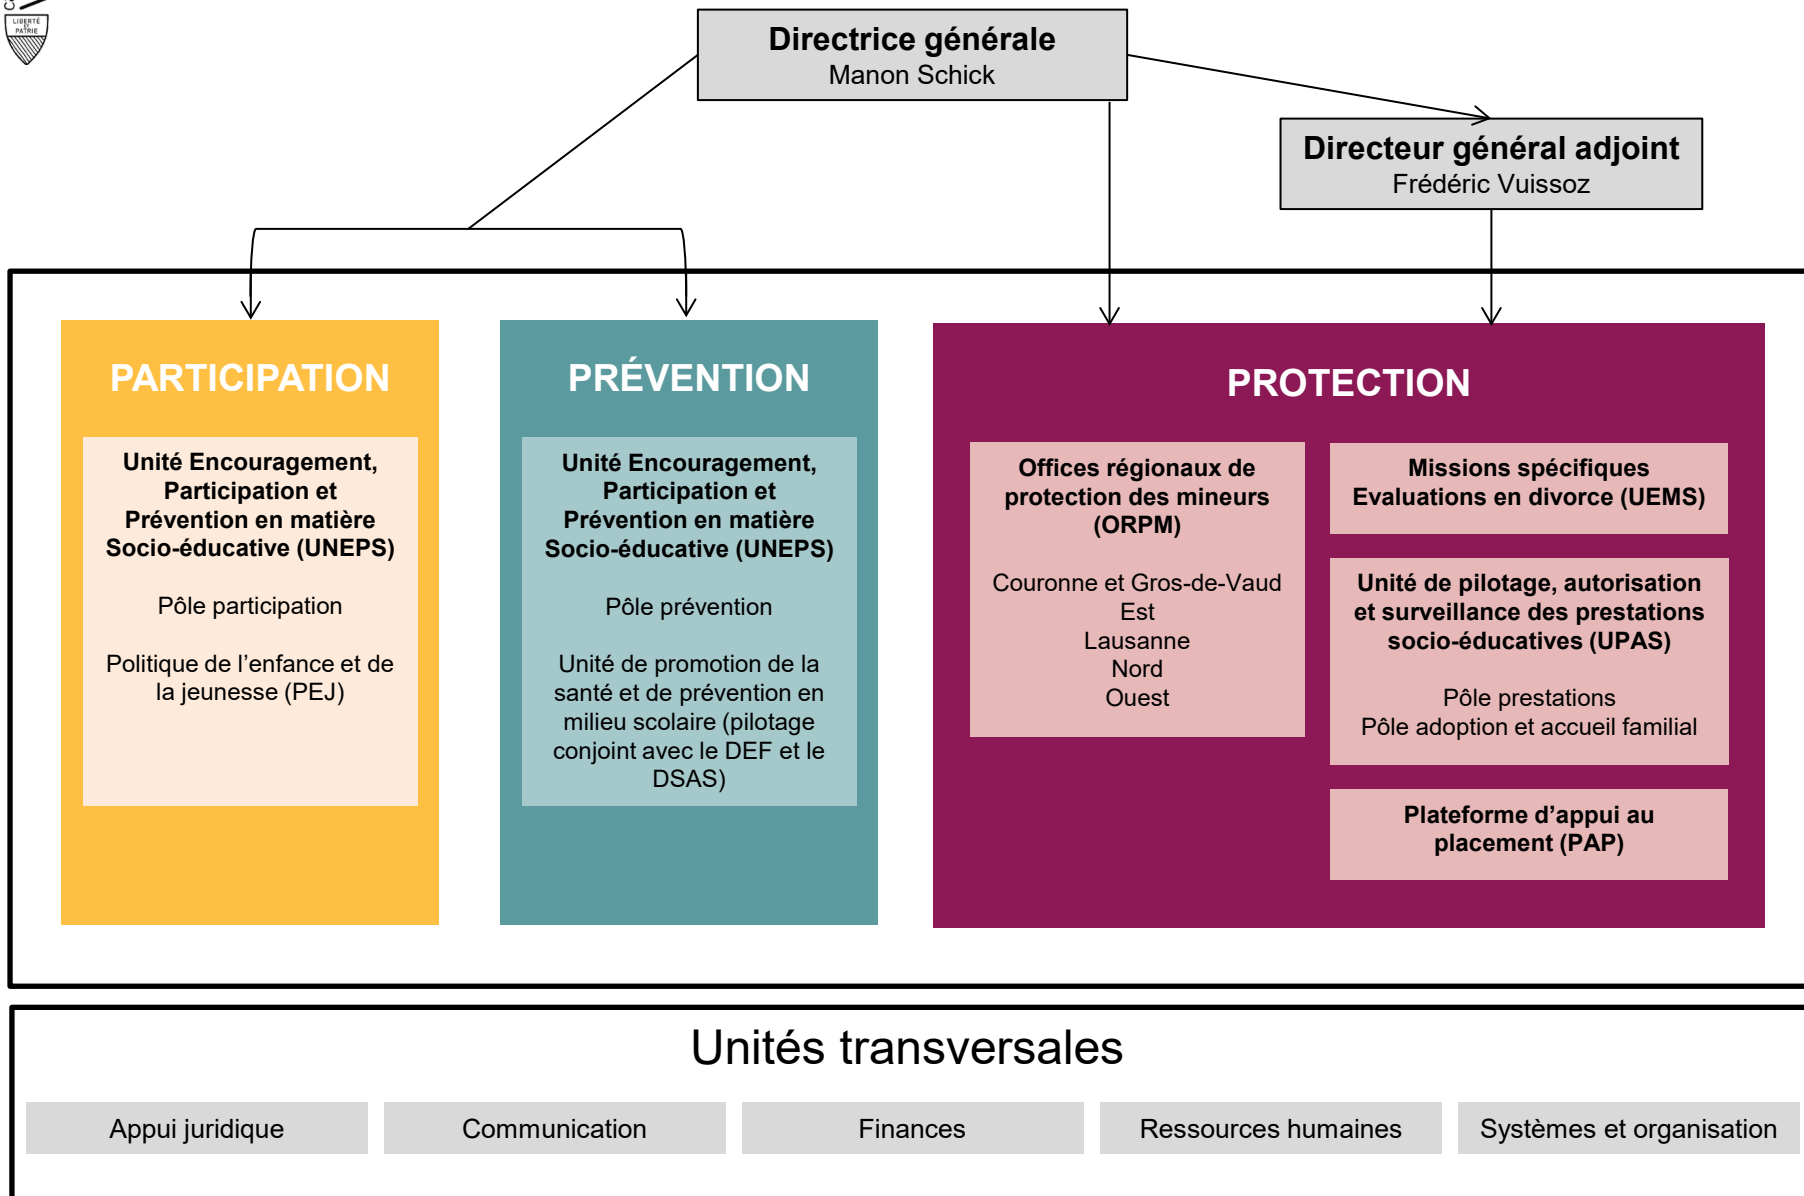 LIBERTÉ
ET
PATRIE
Directrice générale
Manon Schick
Directeur général adjoint
Frédéric Vuissoz
PARTICIPATION
Unité Encouragement,
Participation et
Prévention en matière
Socio-éducative (UNEPS)
Pôle participation
Politique de l’enfance et de
la jeunesse (PEJ)
PRÉVENTION
Unité Encouragement,
Participation et
Prévention en matière
Socio-éducative (UNEPS)
Pôle prévention
Unité de promotion de la
santé et de prévention en
milieu scolaire (pilotage
conjoint avec le DEF et le
DSAS)
PROTECTION
Offices régionaux de
protection des mineurs
(ORPM)
Couronne et Gros-de-Vaud
Est
Lausanne
Nord
Ouest
Missions spécifiques
Evaluations en divorce (UEMS)
Unité de pilotage, autorisation
et surveillance des prestations
socio-éducatives (UPAS)
Pôle prestations
Pôle adoption et accueil familial
Plateforme d’appui au
placement (PAP)
Unités transversales
Appui juridique
Communication
Finances
Ressources humaines
Systèmes et organisation